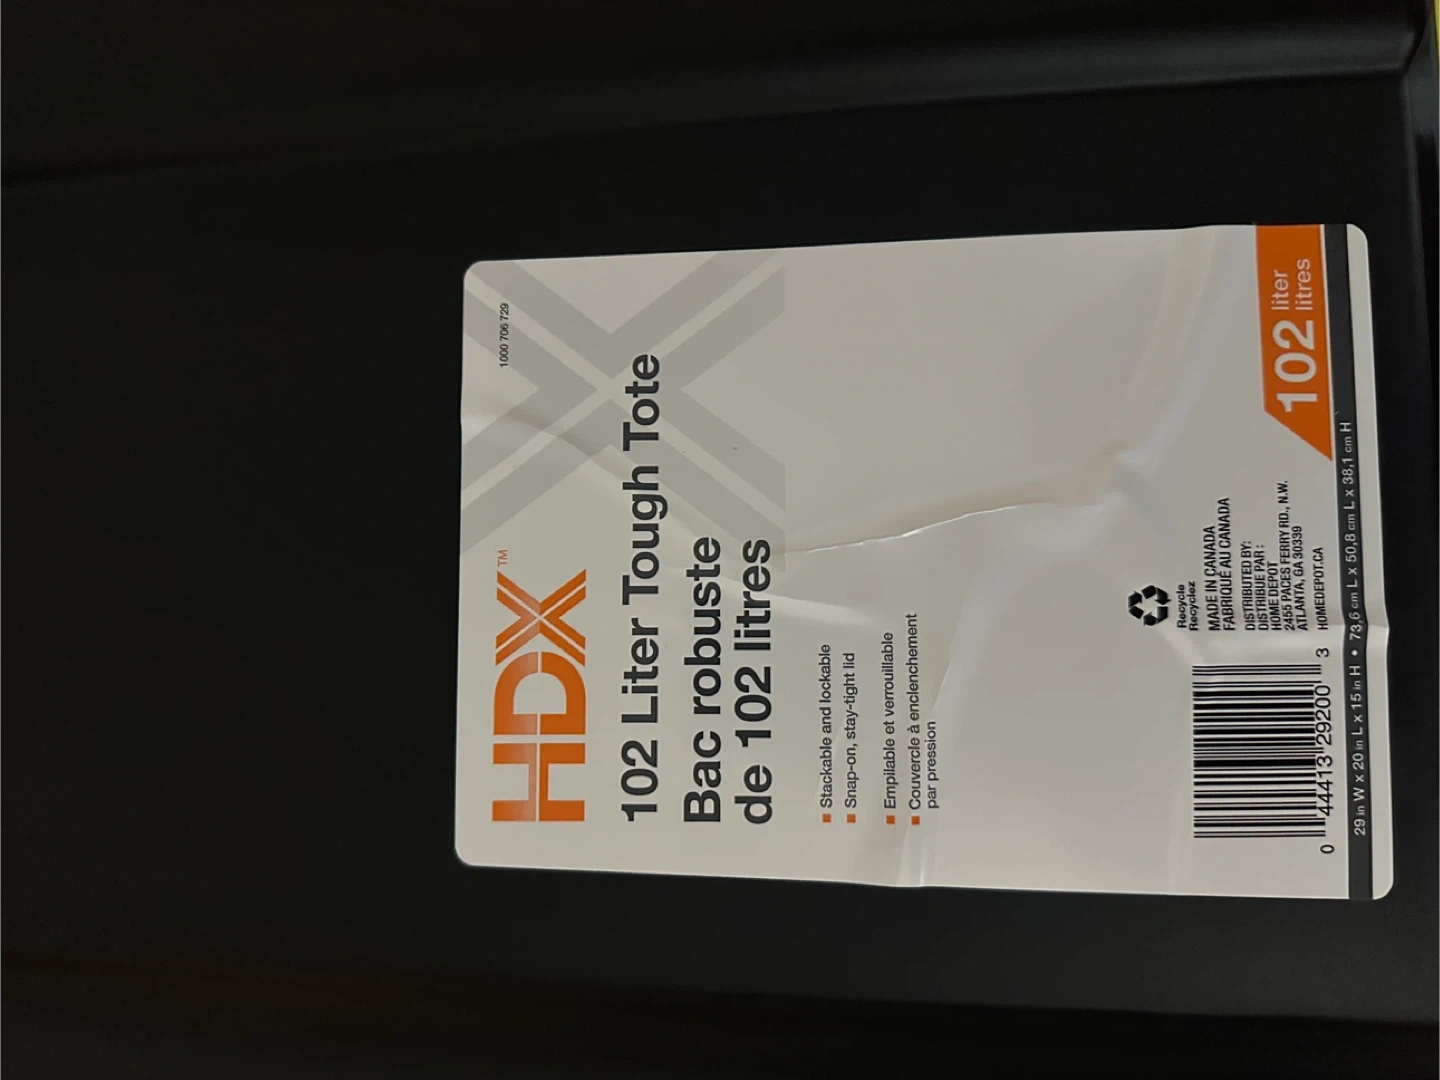 HDX™
1000 706 729
102 Liter Tough Tote
Bac robuste
de 102 litres
Stackable and lockable
Snap-on, stay-tight lid
Empilable et verrouillable
Couvercle à enclenchement
par pression
Recycle
Recyclez
MADE IN CANADA
FABRIQUÉ AU CANADA
DISTRIBUTED BY:
DISTRIBUÉ PAR :
HOME DEPOT
2455 PACES FERRY RD., N.W.
ATLANTA, GA 30339
HOMEDEPOT.CA
0 44413 29200 3
102 liter
litres
29 in W x 20 in L x 15 in H • 73,6 cm L x 50,8 cm L x 38,1 cm H